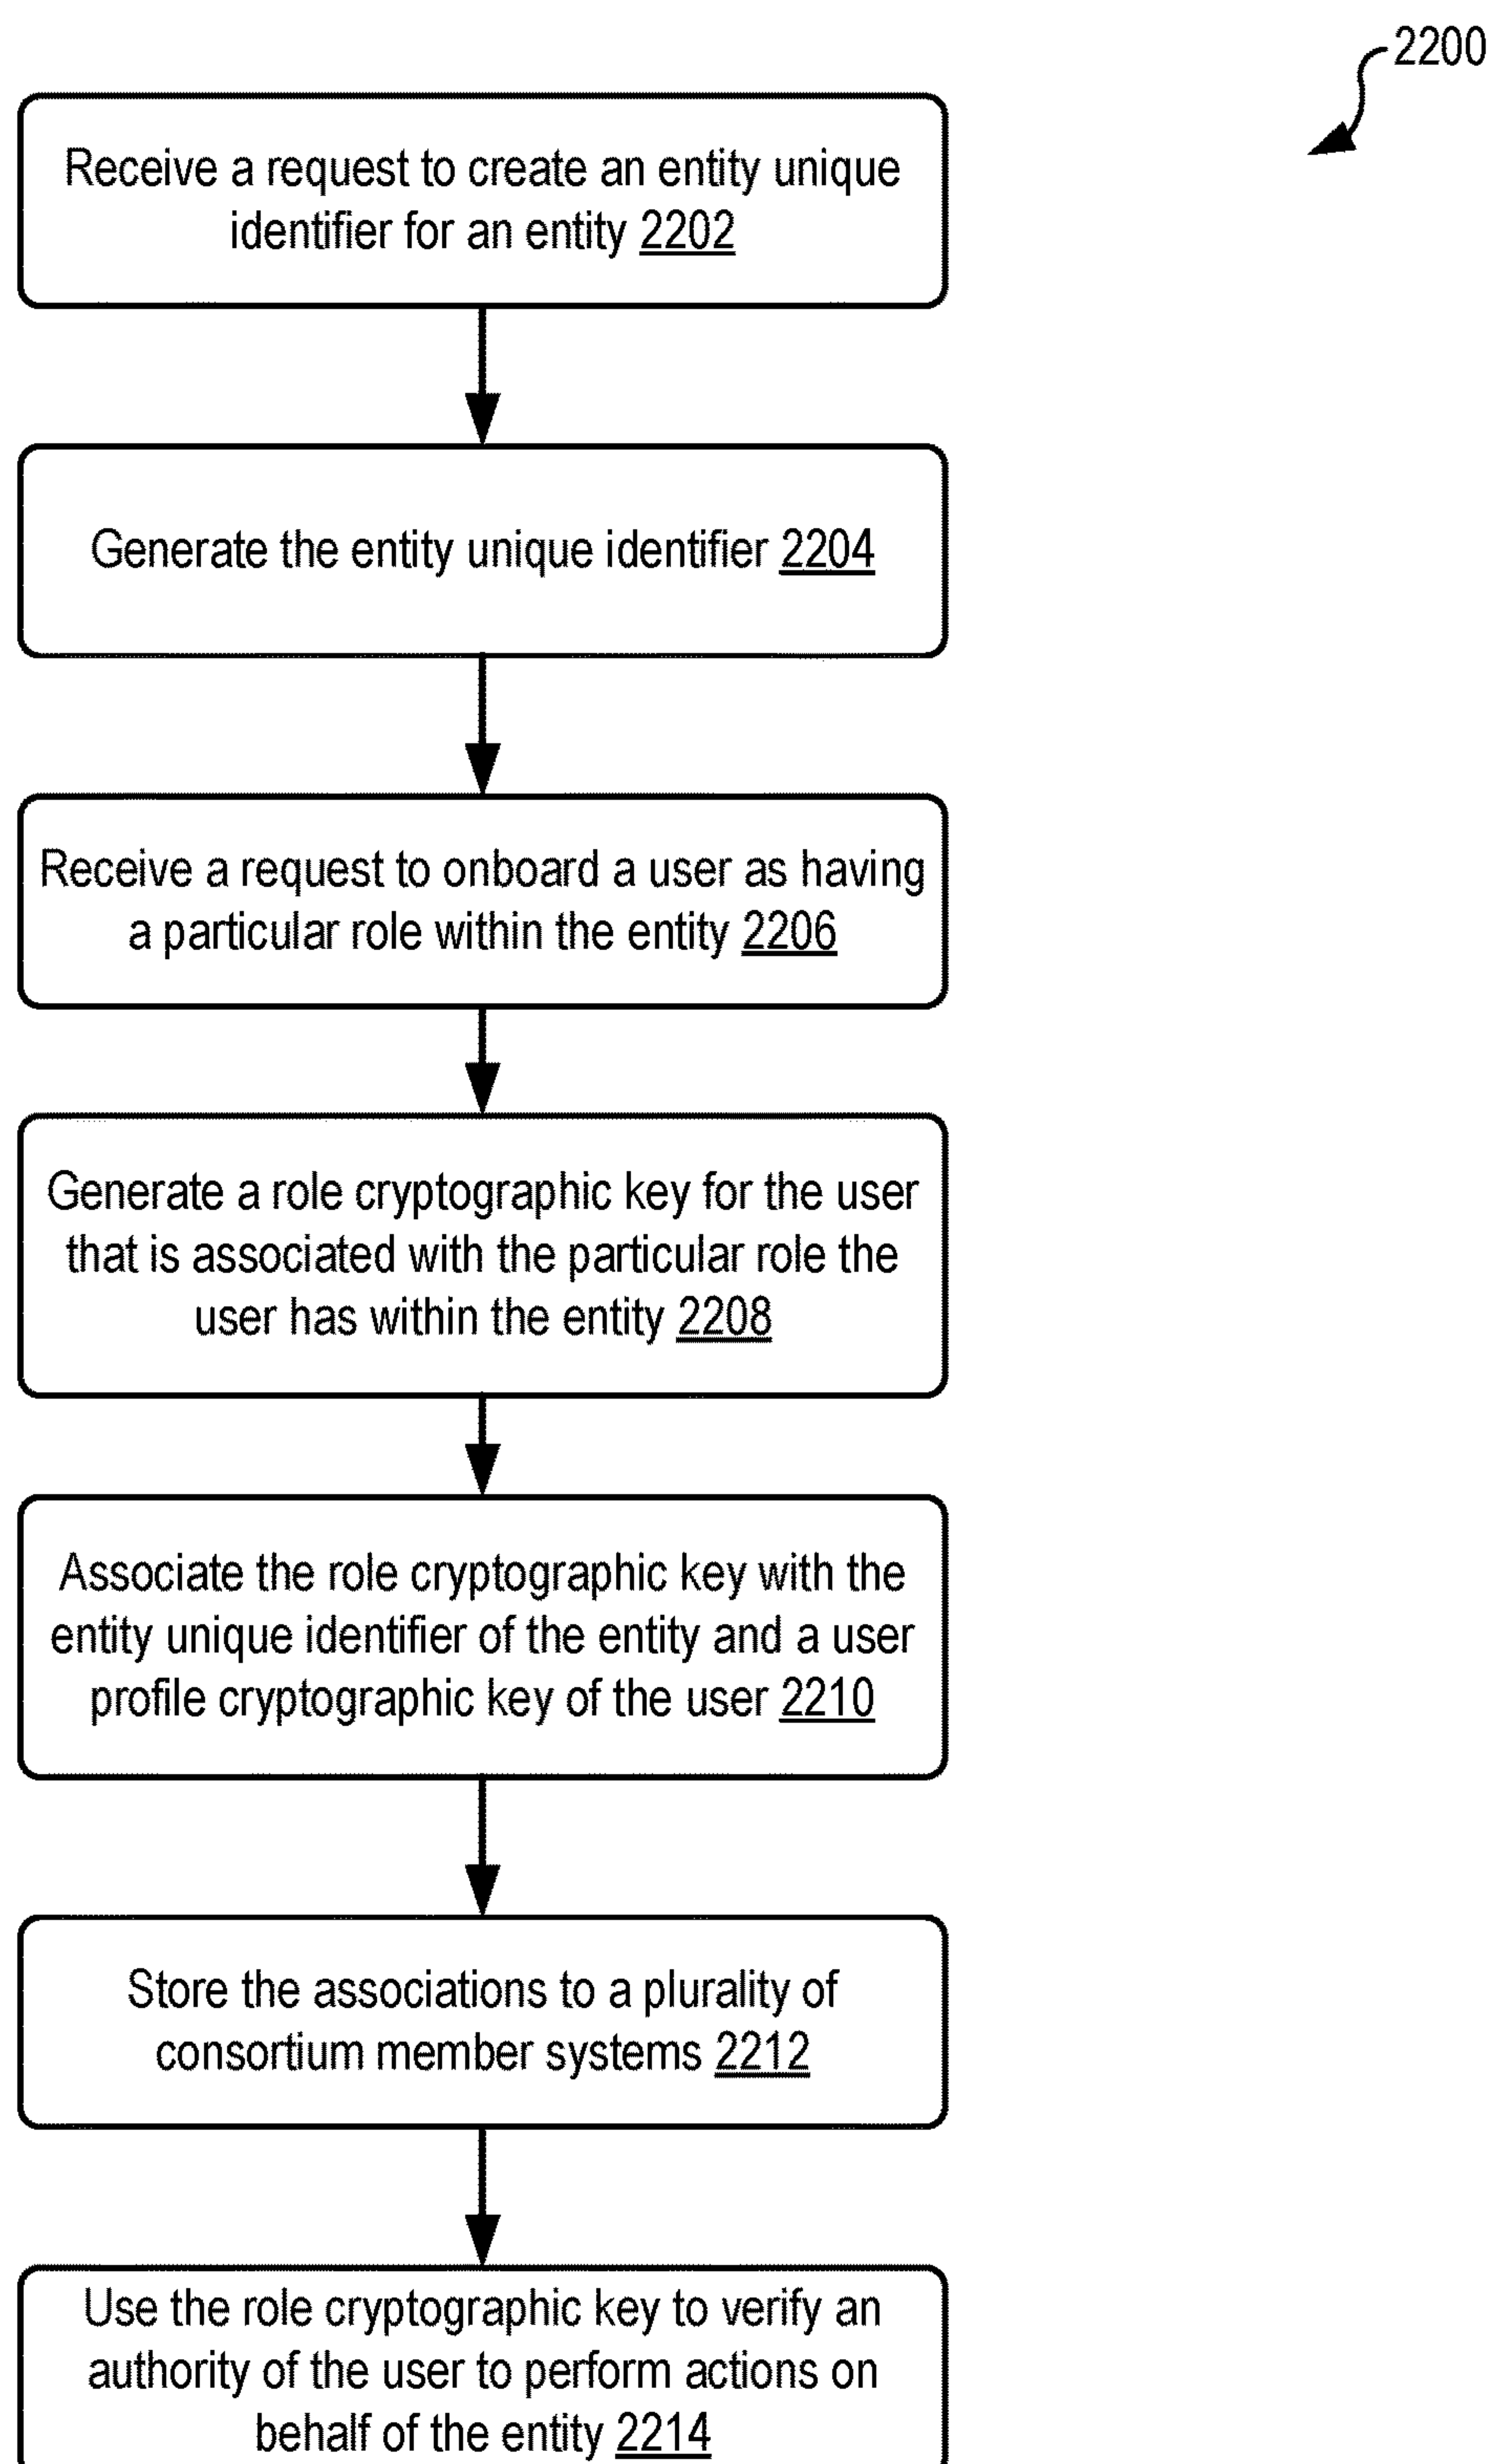 2200
Receive a request to create an entity unique
identifier for an entity 2202
Generate the entity unique identifier 2204
Receive a request to onboard a user as having
a particular role within the entity 2206
Generate a role cryptographic key for the user
that is associated with the particular role the
user has within the entity 2208
Associate the role cryptographic key with the
entity unique identifier of the entity and a user
profile cryptographic key of the user 2210
Store the associations to a plurality of
consortium member systems 2212
Use the role cryptographic key to verify an
authority of the user to perform actions on
behalf of the entity 2214